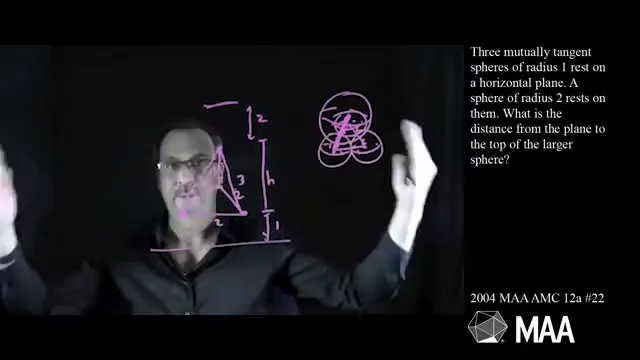 Three mutually tangent
spheres of radius 1 rest on
a horizontal plane. A
sphere of radius 2 rests on
them. What is the
distance from the plane to
the top of the larger
sphere?
2
3
h
2
2
1
2004 MAA AMC 12a #22
MAA